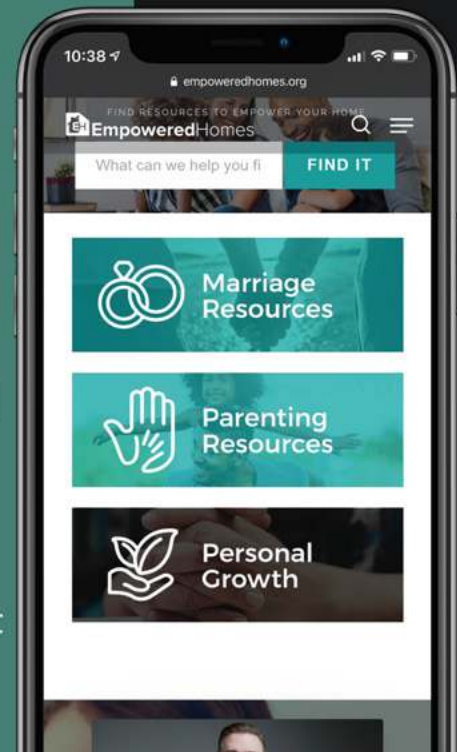 10:38
empoweredhomes.org
FIND RESOURCES TO EMPOWER YOUR HOME
EH EmpoweredHomes
What can we help you fi
FIND IT
Marriage
Resources
Parenting
Resources
Personal
Growth